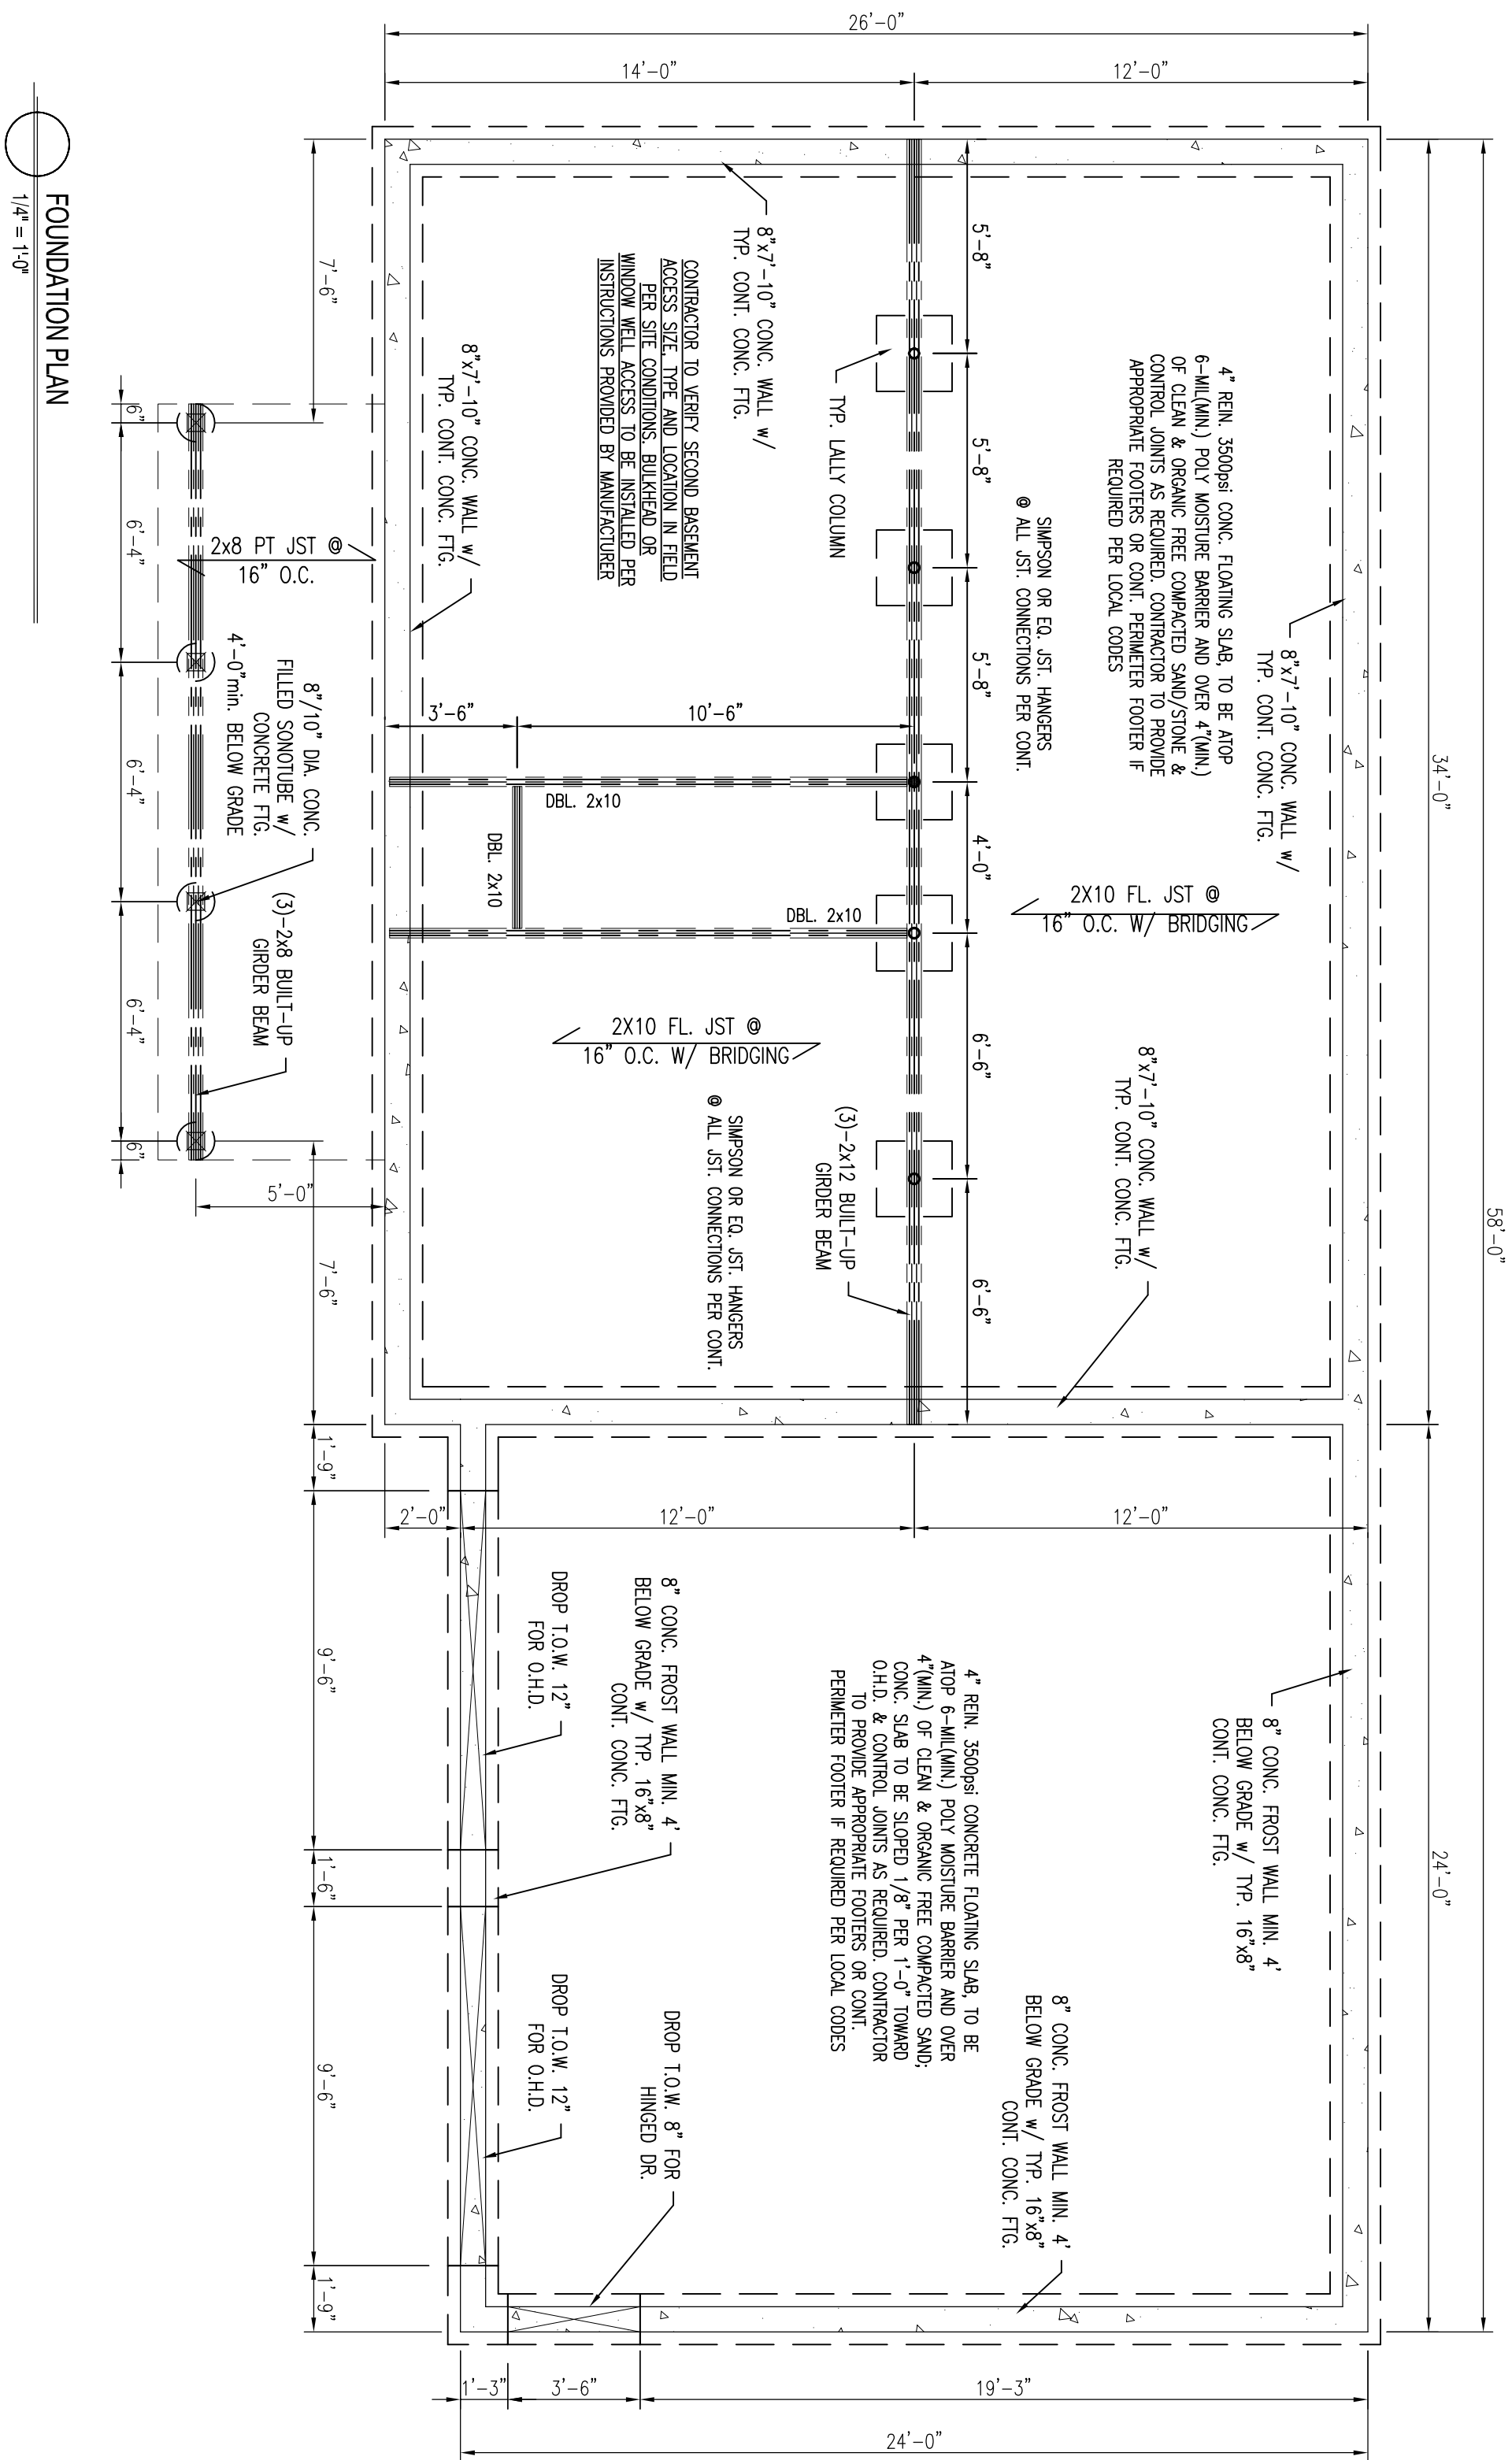 58'-0"
34'-0"
24'-0"
26'-0"
12'-0"
14'-0"
8"x7'-10" CONC. WALL w/
TYP. CONT. CONC. FTG.
4" REIN. 3500psi CONC. FLOATING SLAB, TO BE ATOP
6-MIL(MIN.) POLY MOISTURE BARRIER AND OVER 4"(MIN.)
OF CLEAN & ORGANIC FREE COMPACTED SAND/STONE &
CONTROL JOINTS AS REQUIRED. CONTRACTOR TO PROVIDE
APPROPRIATE FOOTERS OR CONT. PERIMETER FOOTER IF
REQUIRED PER LOCAL CODES
2X10 FL. JST @
16" O.C. W/ BRIDGING
8"x7'-10" CONC. WALL w/
TYP. CONT. CONC. FTG.
SIMPSON OR EQ. JST. HANGERS
@ ALL JST. CONNECTIONS PER CONT.
5'-8"
5'-8"
5'-8"
4'-0"
6'-6"
6'-6"
TYP. LALLY COLUMN
(3)-2x12 BUILT-UP
GIRDER BEAM
8"x7'-10" CONC. WALL w/
TYP. CONT. CONC. FTG.
CONTRACTOR TO VERIFY SECOND BASEMENT
ACCESS SIZE, TYPE AND LOCATION IN FIELD
PER SITE CONDITIONS. BULKHEAD OR
WINDOW WELL ACCESS TO BE INSTALLED PER
INSTRUCTIONS PROVIDED BY MANUFACTURER
10'-6"
3'-6"
DBL. 2x10
DBL. 2x10
DBL. 2x10
2X10 FL. JST @
16" O.C. W/ BRIDGING
SIMPSON OR EQ. JST. HANGERS
@ ALL JST. CONNECTIONS PER CONT.
8"x7'-10" CONC. WALL w/
TYP. CONT. CONC. FTG.
8" CONC. FROST WALL MIN. 4'
BELOW GRADE w/ TYP. 16"x8"
CONT. CONC. FTG.
8" CONC. FROST WALL MIN. 4'
BELOW GRADE w/ TYP. 16"x8"
CONT. CONC. FTG.
4" REIN. 3500psi CONCRETE FLOATING SLAB, TO BE
ATOP 6-MIL(MIN.) POLY MOISTURE BARRIER AND OVER
4"(MIN.) OF CLEAN & ORGANIC FREE COMPACTED SAND;
CONC. SLAB TO BE SLOPED 1/8" PER 1'-0" TOWARD
O.H.D. & CONTROL JOINTS AS REQUIRED. CONTRACTOR
TO PROVIDE APPROPRIATE FOOTERS OR CONT.
PERIMETER FOOTER IF REQUIRED PER LOCAL CODES
8" CONC. FROST WALL MIN. 4'
BELOW GRADE w/ TYP. 16"x8"
CONT. CONC. FTG.
DROP T.O.W. 8" FOR
HINGED DR.
DROP T.O.W. 12"
FOR O.H.D.
DROP T.O.W. 12"
FOR O.H.D.
12'-0"
12'-0"
2'-0"
19'-3"
3'-6"
1'-3"
24'-0"
7'-6"
7'-6"
1'-9"
9'-6"
1'-6"
9'-6"
1'-9"
2x8 PT JST @
16" O.C.
8"/10" DIA. CONC.
FILLED SONOTUBE w/
CONCRETE FTG.
4'-0"min. BELOW GRADE
(3)-2x8 BUILT-UP
GIRDER BEAM
5'-0"
6"
6'-4"
6'-4"
6'-4"
6"
FOUNDATION PLAN
1/4" = 1'-0"